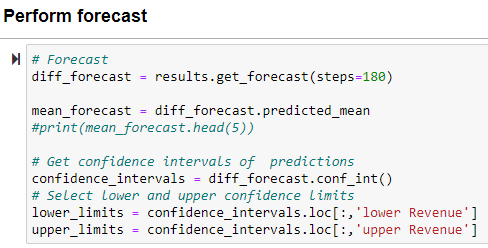 Perform forecast
# Forecast
diff_forecast = results.get_forecast(steps=180)
mean_forecast = diff_forecast.predicted_mean
#print(mean_forecast.head(5))
# Get confidence intervals of  predictions
confidence_intervals = diff_forecast.conf_int()
# Select lower and upper confidence limits
lower_limits = confidence_intervals.loc[:,'lower Revenue']
upper_limits = confidence_intervals.loc[:,'upper Revenue']